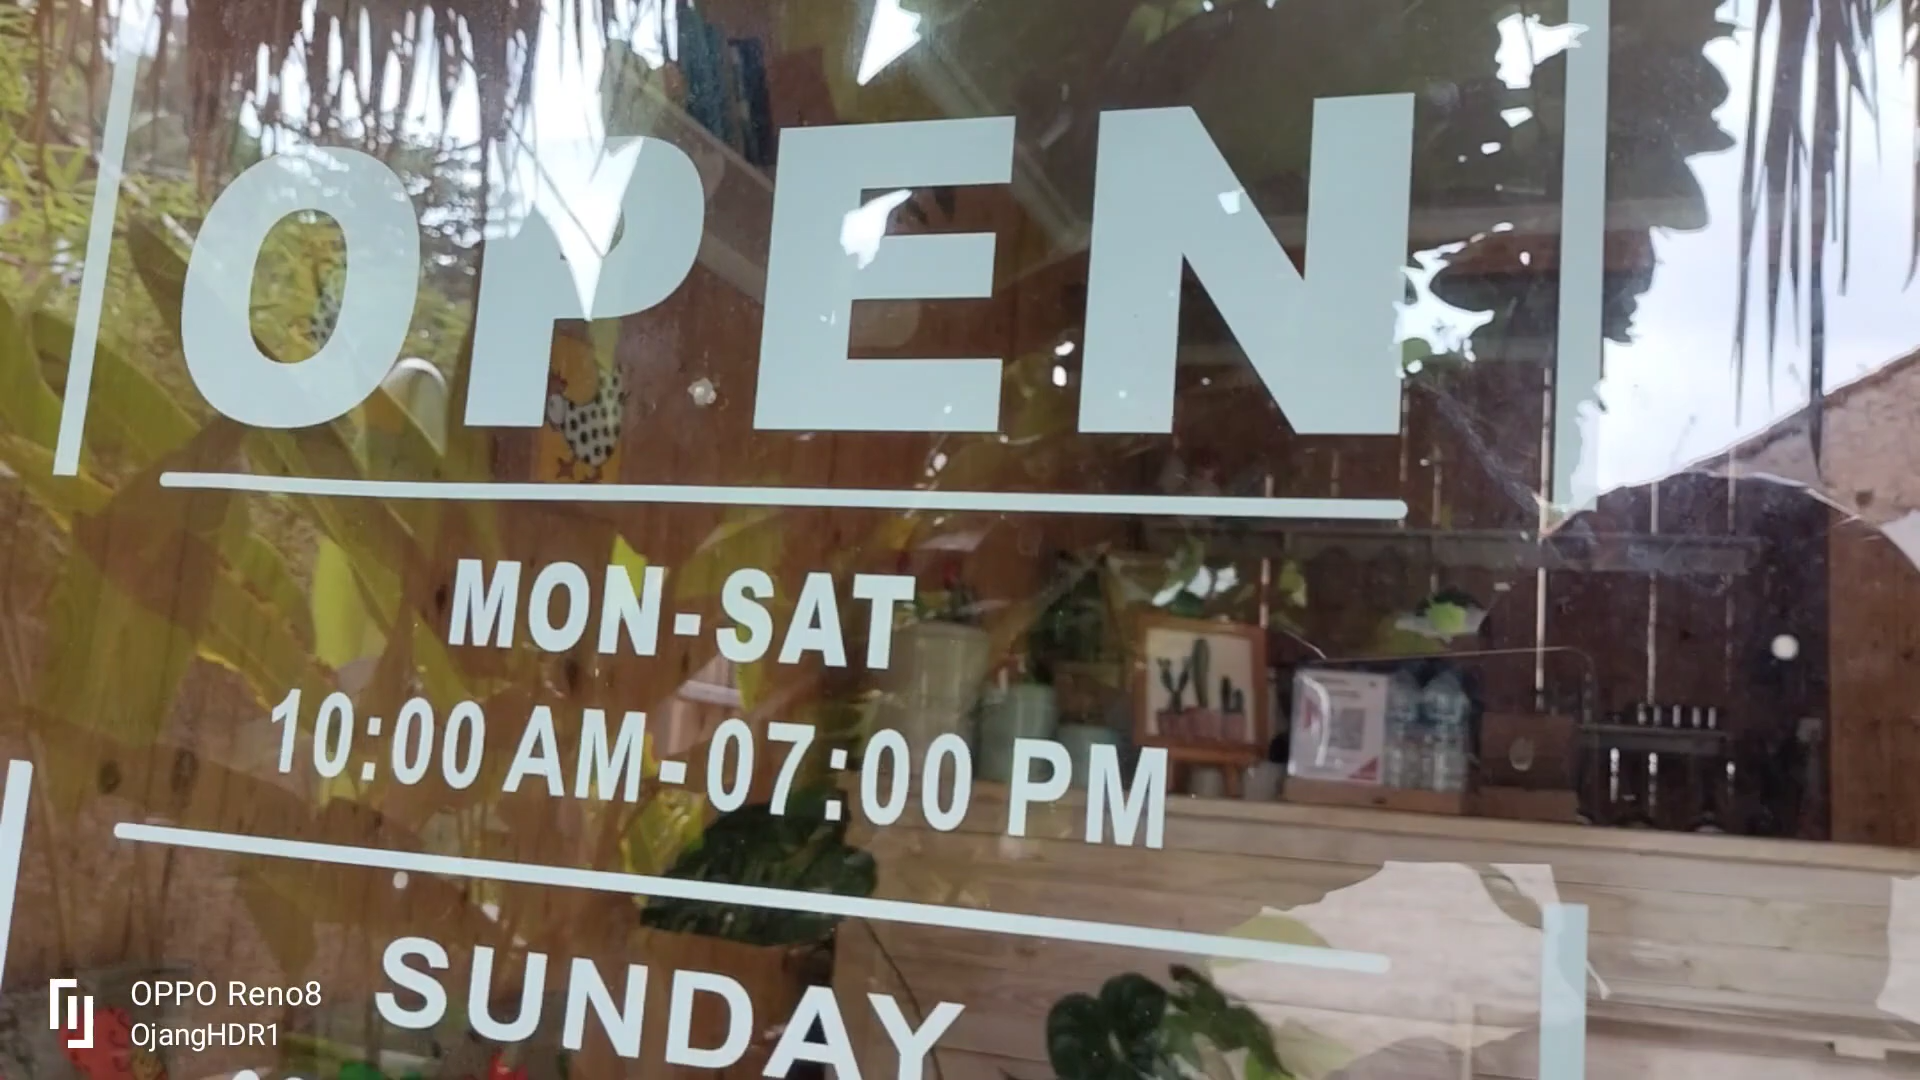 OPEN
MON-SAT
10:00 AM-07:00 PM
SUNDAY
OPPO Reno8
OjangHDR1